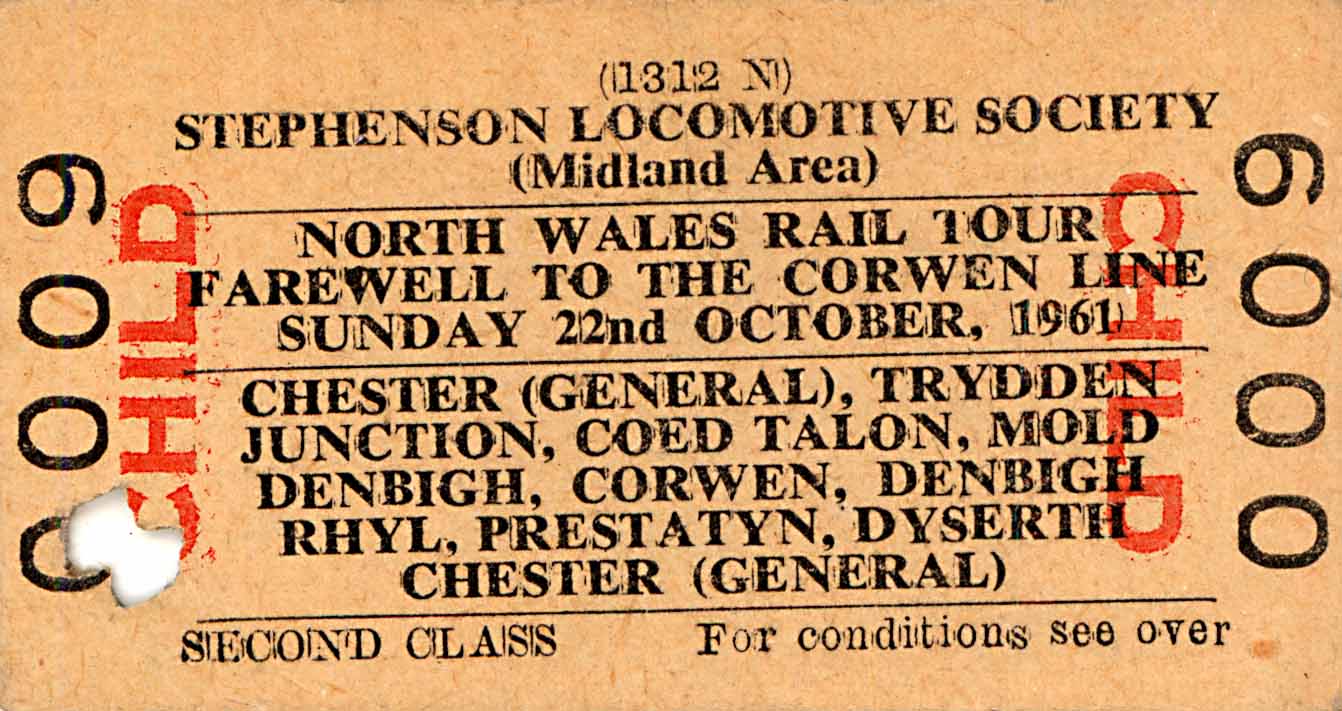 (1312 N)
STEPHENSON LOCOMOTIVE SOCIETY
(Midland Area)
NORTH WALES RAIL TOUR
FAREWELL TO THE CORWEN LINE
SUNDAY 22nd OCTOBER, 1961
CHESTER (GENERAL), TRYDDEN
JUNCTION, COED TALON, MOLD
DENBIGH, CORWEN, DENBIGH
RHYL, PRESTATYN, DYSERTH
CHESTER (GENERAL)
SECOND CLASS For conditions see over
0009
CHILD
CHILD
0009